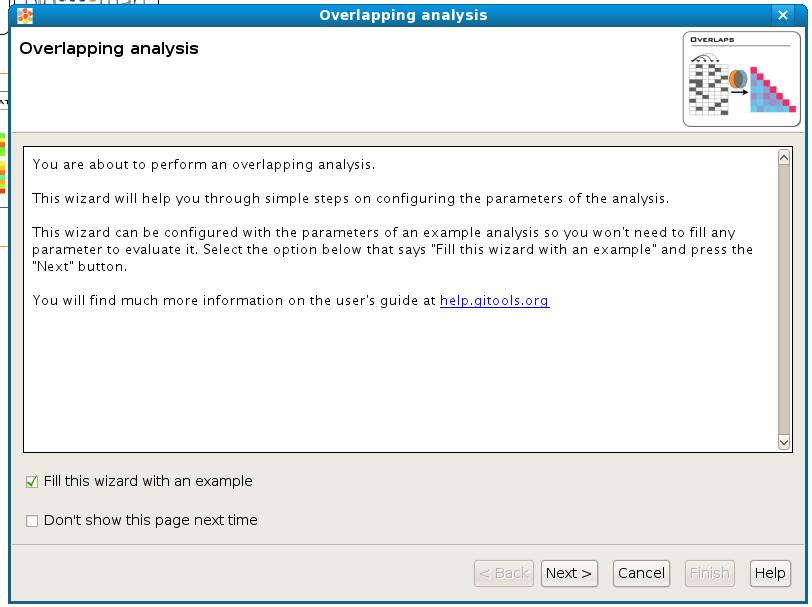 Overlapping analysis
Overlapping analysis
OVERLAPS
You are about to perform an overlapping analysis.
This wizard will help you through simple steps on configuring the parameters of the analysis.
This wizard can be configured with the parameters of an example analysis so you won't need to fill any
parameter to evaluate it. Select the option below that says "Fill this wizard with an example" and press the
"Next" button.
You will find much more information on the user's guide at help.gitools.org
Fill this wizard with an example
Don't show this page next time
< Back Next > Cancel Finish Help